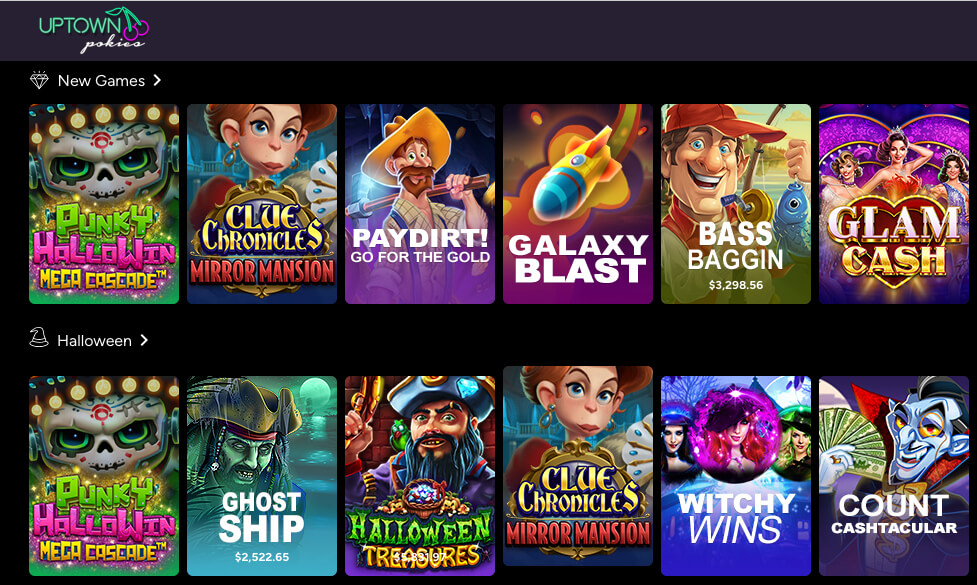 UPTOWN
pokies
New Games
PUNKY
HALLOWIN
MEGA CASCADE™
CLUE
CHRONICLES
MIRROR MANSION
PAYDIRT!
GO FOR THE GOLD
GALAXY
BLAST
BASS
BAGGIN
$3,298.56
GLAM
CASH
Halloween
PUNKY
HALLOWIN
MEGA CASCADE™
GHOST
SHIP
$2,522.65
HALLOWEEN
TREASURES
CLUE
CHRONICLES
MIRROR MANSION
WITCHY
WINS
COUNT
CASHTACULAR